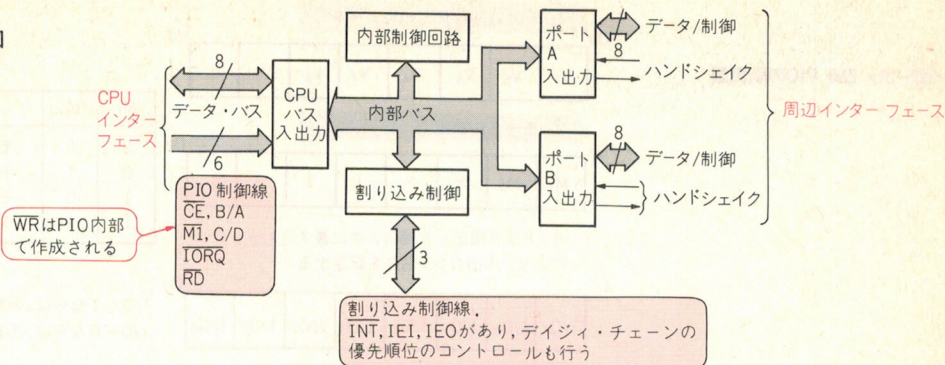 図
CPU
インター
フェース
8
データ・バス
6
CPU
バス
入出力
内部制御回路
内部バス
割り込み制御
3
ポート
A
入出力
8
データ/制御
ハンドシェイク
ポート
B
入出力
8
データ/制御
ハンドシェイク
周辺インターフェース
PIO制御線
C̅E̅, B/A
M̅1̅, C/D
I̅O̅R̅Q̅
R̅D̅
W̅R̅はPIO内部
で作成される
割り込み制御線.
I̅N̅T̅, IEI, IEOがあり, デイジィ・チェーンの
優先順位のコントロールも行う